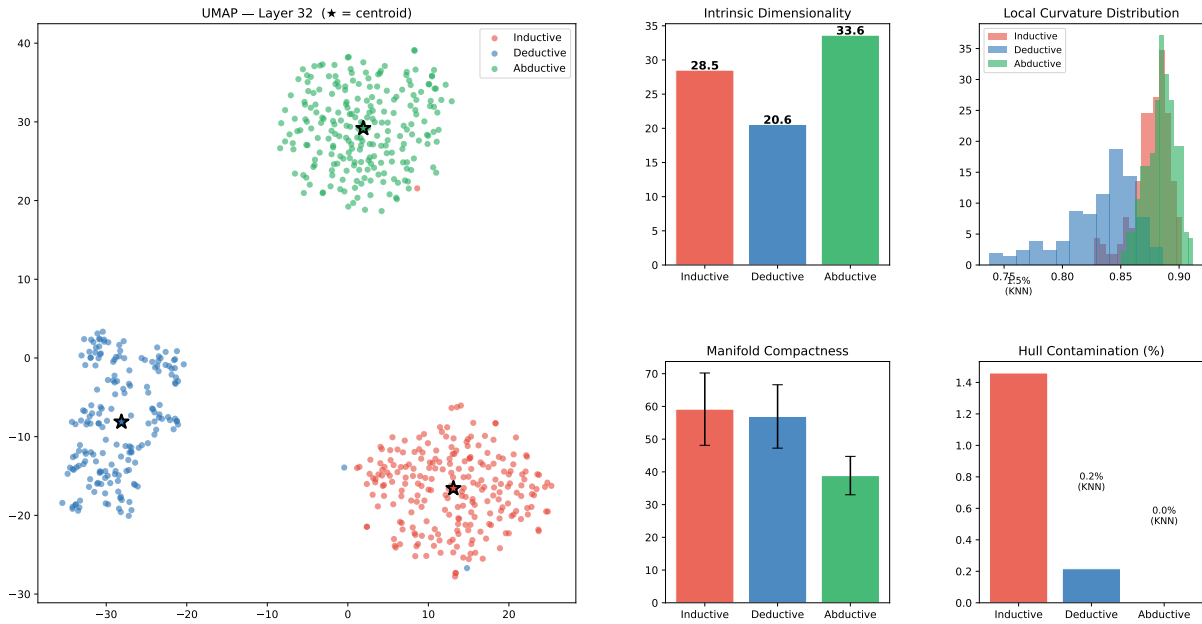 UMAP — Layer 32  (★ = centroid)
Inductive
Deductive
Abductive
40
30
20
10
0
−10
−20
−30
−30
−20
−10
0
10
20
Intrinsic Dimensionality
35
30
25
20
15
10
5
0
28.5
20.6
33.6
Inductive
Deductive
Abductive
Local Curvature Distribution
Inductive
Deductive
Abductive
35
30
25
20
15
10
5
0
0.75
0.80
0.85
0.90
1.5%
(KNN)
Manifold Compactness
70
60
50
40
30
20
10
0
Inductive
Deductive
Abductive
Hull Contamination (%)
1.4
1.2
1.0
0.8
0.6
0.4
0.2
0.0
0.2%
(KNN)
0.0%
(KNN)
Inductive
Deductive
Abductive